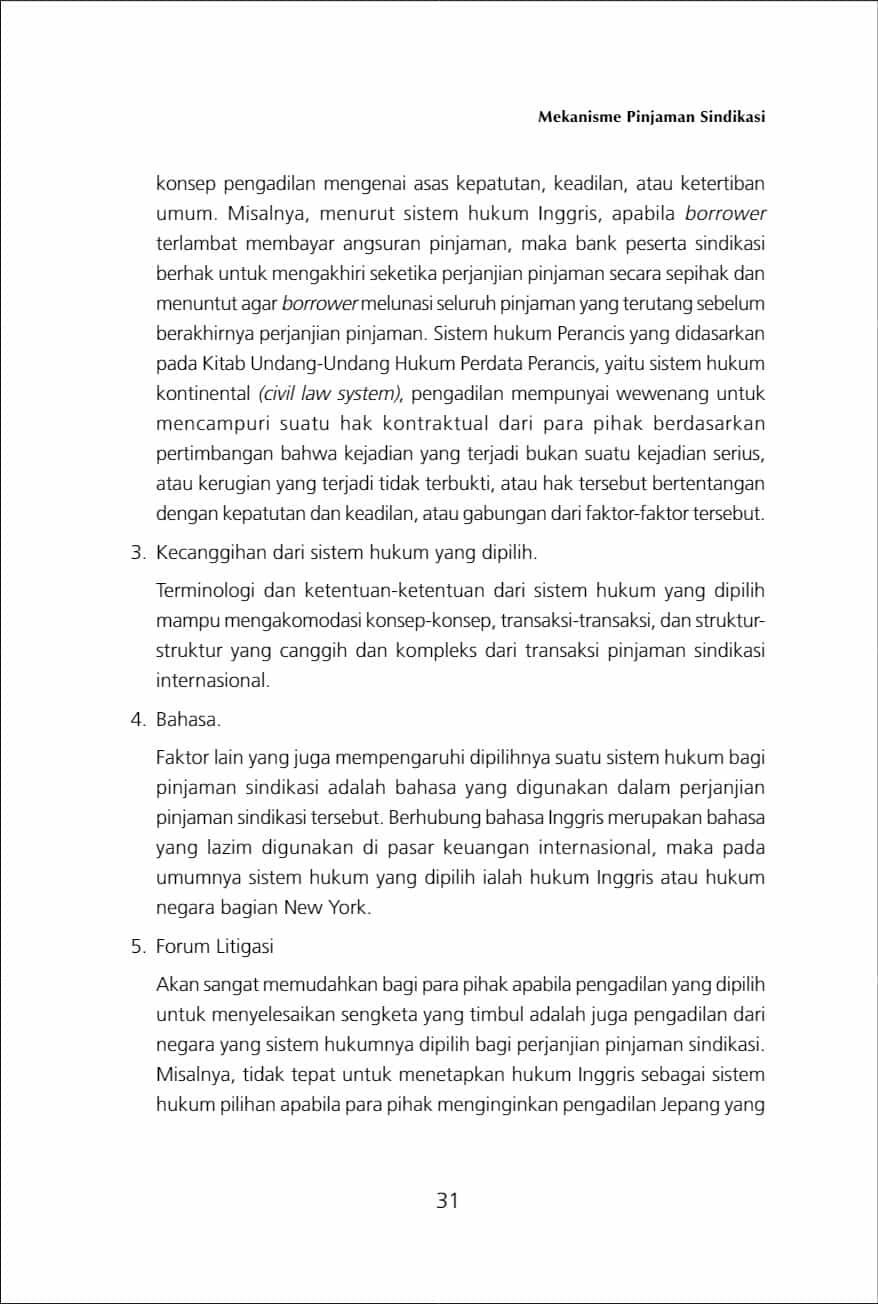 Mekanisme Pinjaman Sindikasi
konsep pengadilan mengenai asas kepatutan, keadilan, atau ketertiban
umum. Misalnya, menurut sistem hukum Inggris, apabila borrower
terlambat membayar angsuran pinjaman, maka bank peserta sindikasi
berhak untuk mengakhiri seketika perjanjian pinjaman secara sepihak dan
menuntut agar borrower melunasi seluruh pinjaman yang terutang sebelum
berakhirnya perjanjian pinjaman. Sistem hukum Perancis yang didasarkan
pada Kitab Undang-Undang Hukum Perdata Perancis, yaitu sistem hukum
kontinental (civil law system), pengadilan mempunyai wewenang untuk
mencampuri suatu hak kontraktual dari para pihak berdasarkan
pertimbangan bahwa kejadian yang terjadi bukan suatu kejadian serius,
atau kerugian yang terjadi tidak terbukti, atau hak tersebut bertentangan
dengan kepatutan dan keadilan, atau gabungan dari faktor-faktor tersebut.
3. Kecanggihan dari sistem hukum yang dipilih.
Terminologi dan ketentuan-ketentuan dari sistem hukum yang dipilih
mampu mengakomodasi konsep-konsep, transaksi-transaksi, dan struktur-
struktur yang canggih dan kompleks dari transaksi pinjaman sindikasi
internasional.
4. Bahasa.
Faktor lain yang juga mempengaruhi dipilihnya suatu sistem hukum bagi
pinjaman sindikasi adalah bahasa yang digunakan dalam perjanjian
pinjaman sindikasi tersebut. Berhubung bahasa Inggris merupakan bahasa
yang lazim digunakan di pasar keuangan internasional, maka pada
umumnya sistem hukum yang dipilih ialah hukum Inggris atau hukum
negara bagian New York.
5. Forum Litigasi
Akan sangat memudahkan bagi para pihak apabila pengadilan yang dipilih
untuk menyelesaikan sengketa yang timbul adalah juga pengadilan dari
negara yang sistem hukumnya dipilih bagi perjanjian pinjaman sindikasi.
Misalnya, tidak tepat untuk menetapkan hukum Inggris sebagai sistem
hukum pilihan apabila para pihak menginginkan pengadilan Jepang yang
31